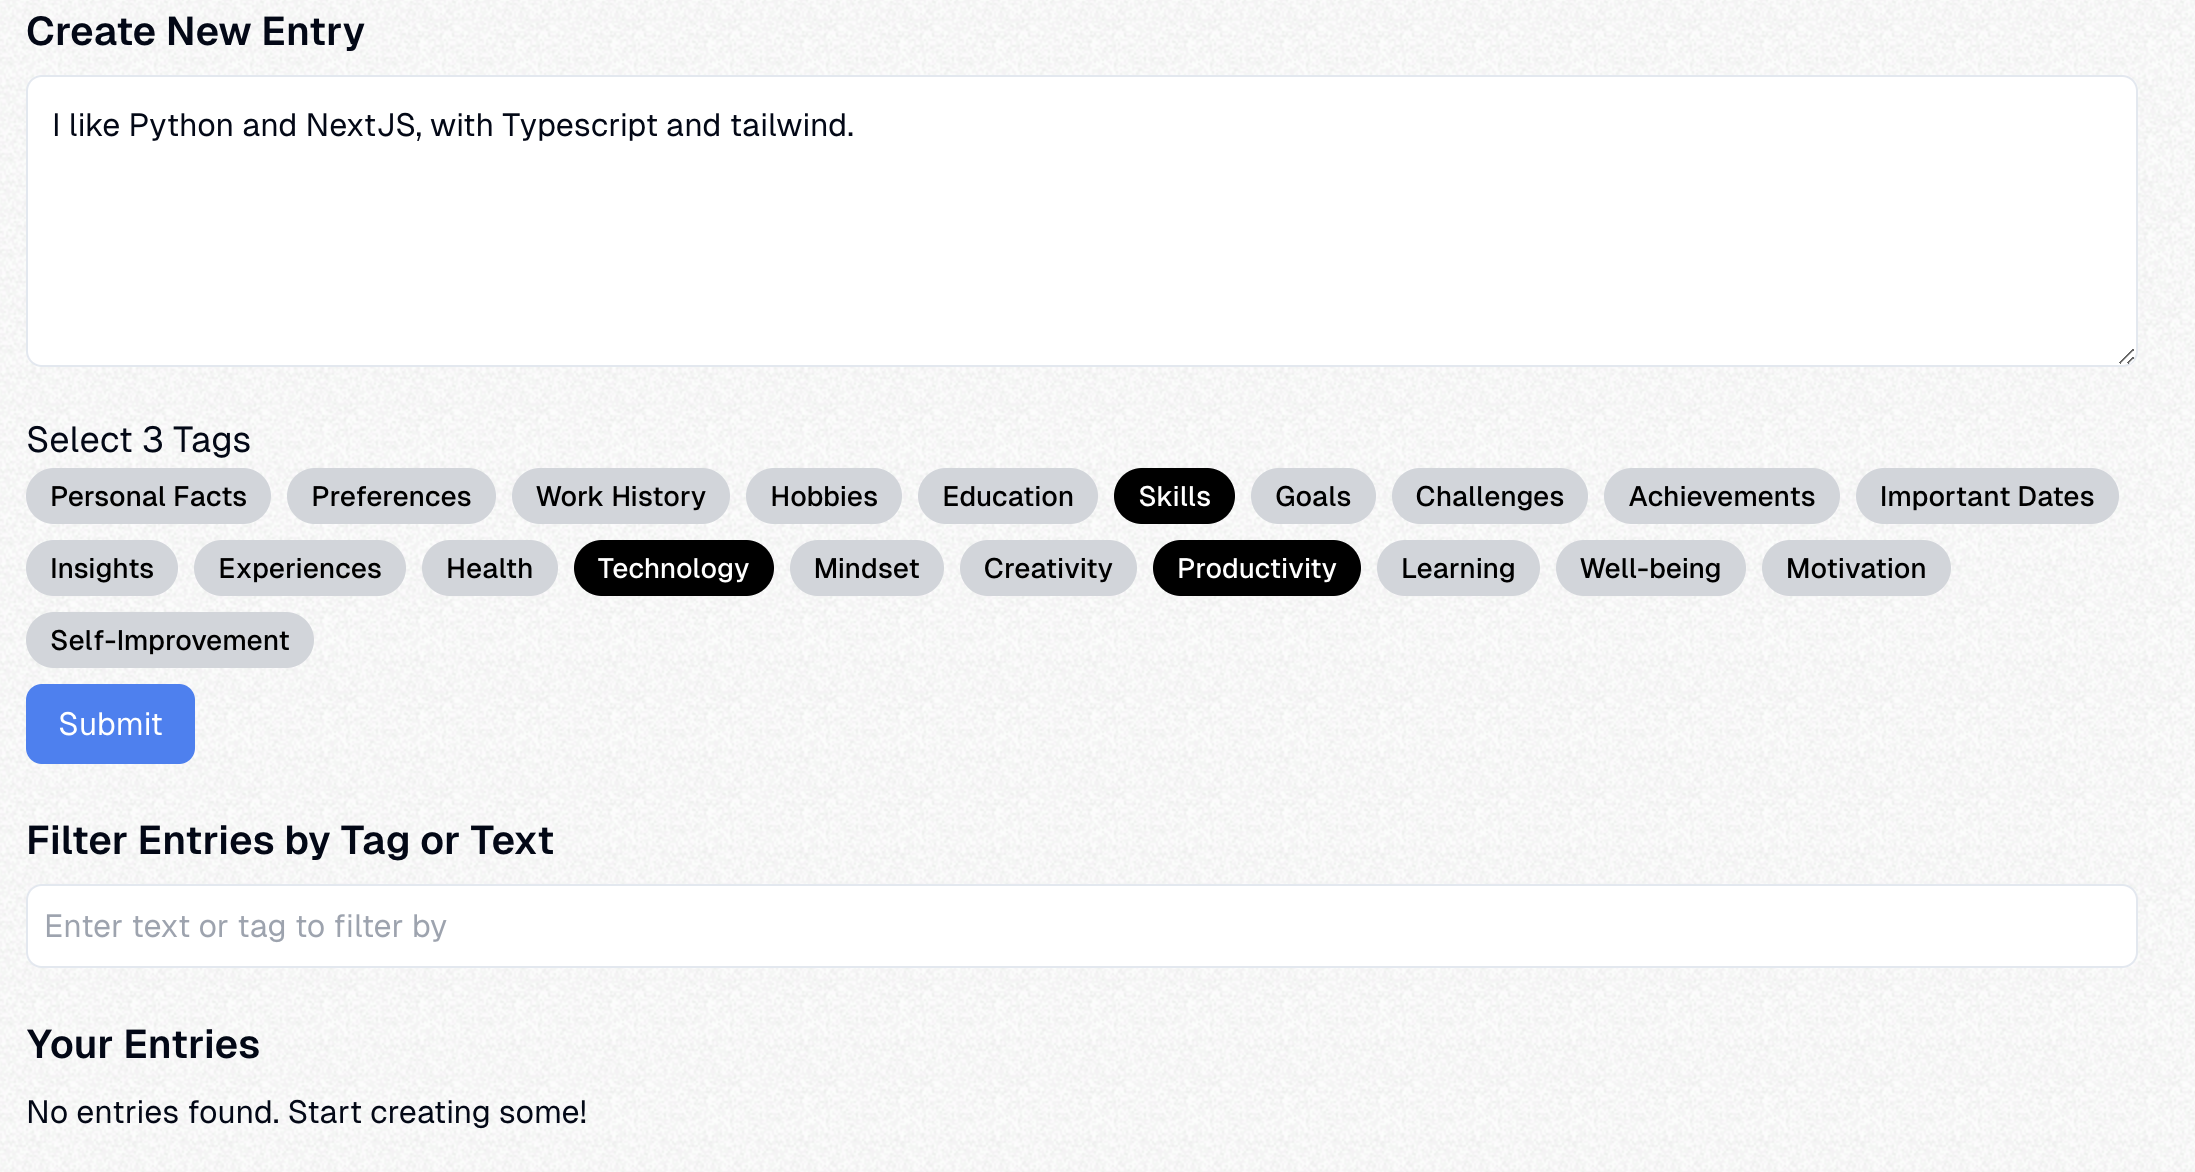 Create New Entry
I like Python and NextJS, with Typescript and tailwind.
Select 3 Tags
Personal Facts Preferences Work History Hobbies Education Skills Goals Challenges Achievements Important Dates
Insights Experiences Health Technology Mindset Creativity Productivity Learning Well-being Motivation
Self-Improvement
Submit
Filter Entries by Tag or Text
Enter text or tag to filter by
Your Entries
No entries found. Start creating some!